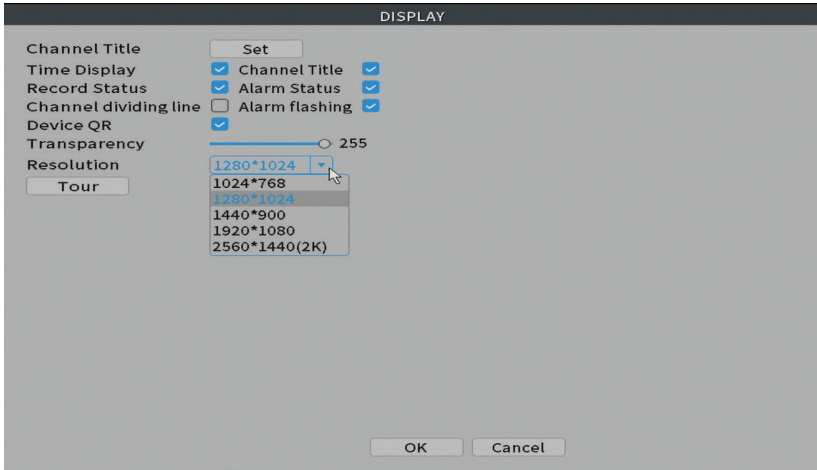 DISPLAY
Channel Title Set
Time Display Channel Title
Record Status Alarm Status
Channel dividing line Alarm flashing
Device QR
Transparency 255
Resolution 1280*1024
Tour 1024*768
1280*1024
1440*900
1920*1080
2560*1440(2K)
OK Cancel